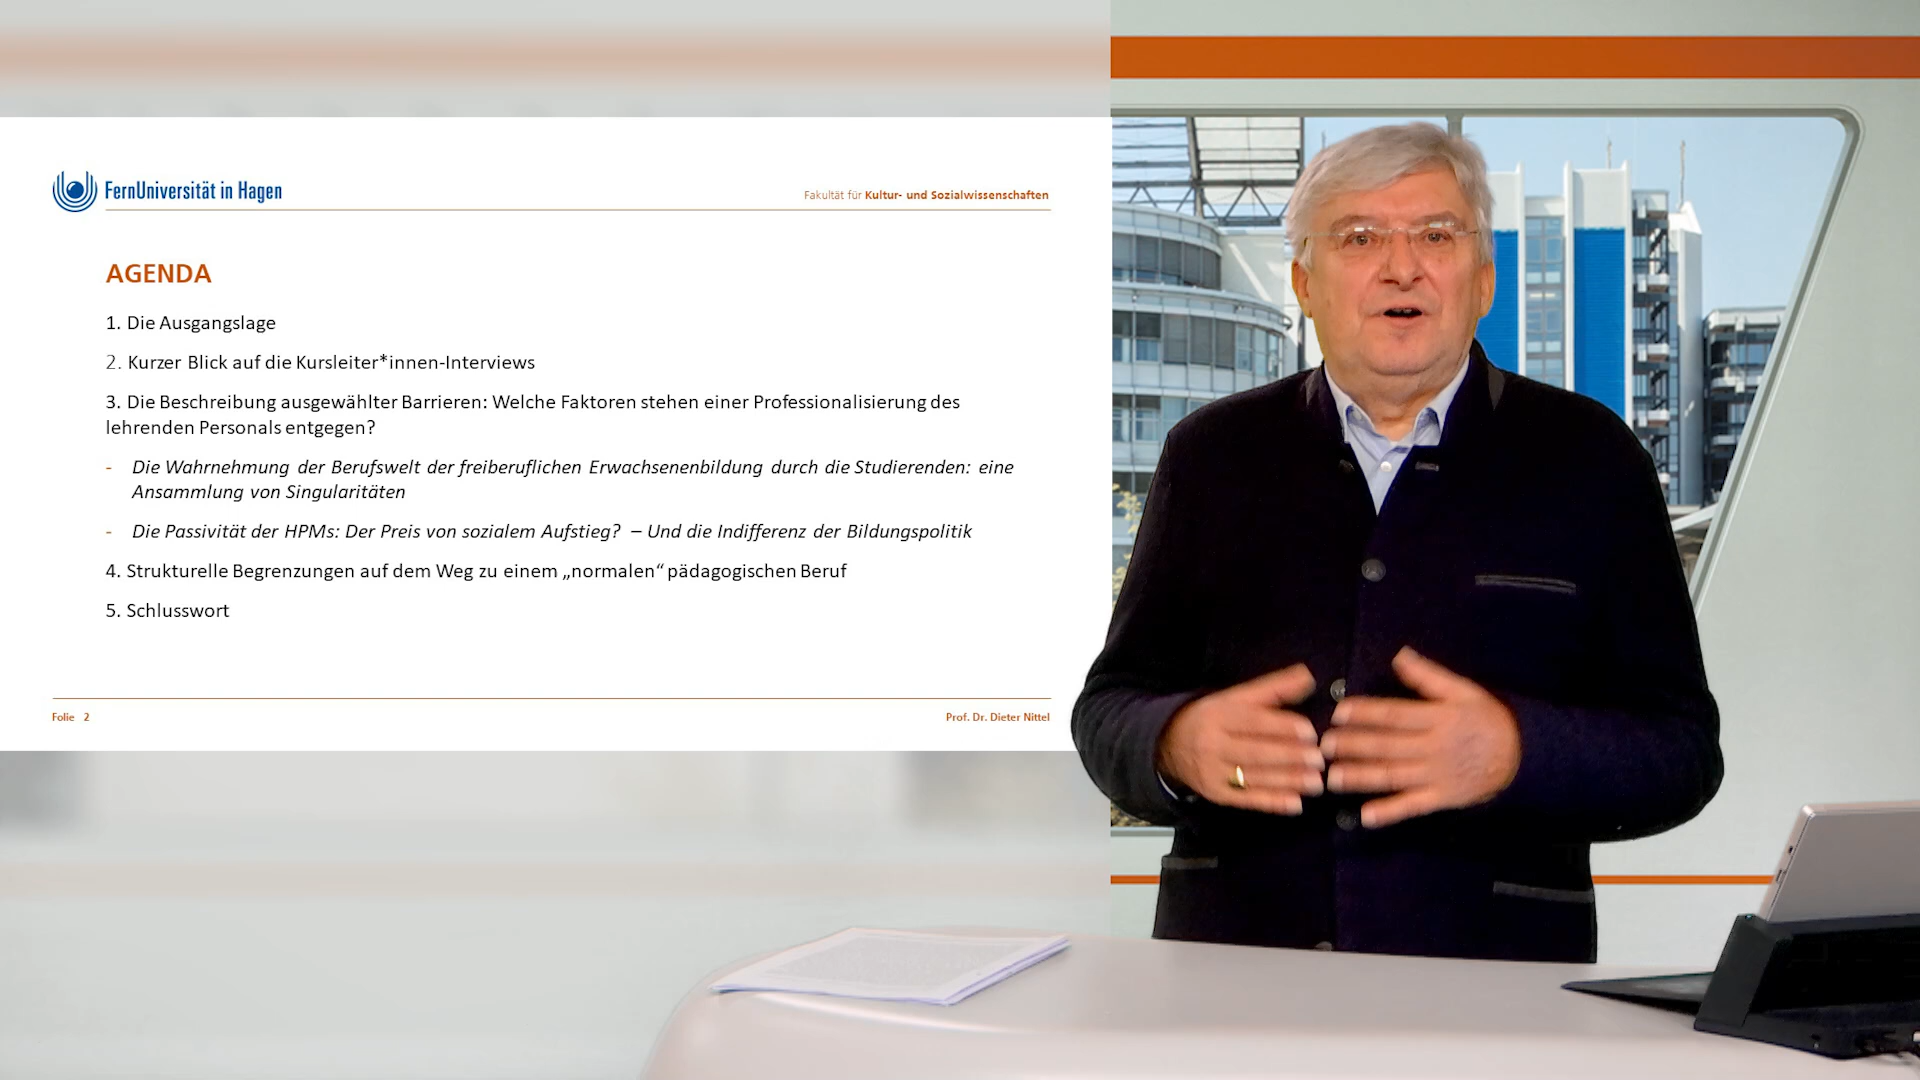 FernUniversität in Hagen
Fakultät für Kultur- und Sozialwissenschaften
AGENDA
1. Die Ausgangslage
2. Kurzer Blick auf die Kursleiter*innen-Interviews
3. Die Beschreibung ausgewählter Barrieren: Welche Faktoren stehen einer Professionalisierung des
lehrenden Personals entgegen?
- Die Wahrnehmung der Berufswelt der freiberuflichen Erwachsenenbildung durch die Studierenden: eine
Ansammlung von Singularitäten
- Die Passivität der HPMs: Der Preis von sozialem Aufstieg? – Und die Indifferenz der Bildungspolitik
4. Strukturelle Begrenzungen auf dem Weg zu einem „normalen“ pädagogischen Beruf
5. Schlusswort
Folie 2
Prof. Dr. Dieter Nittel